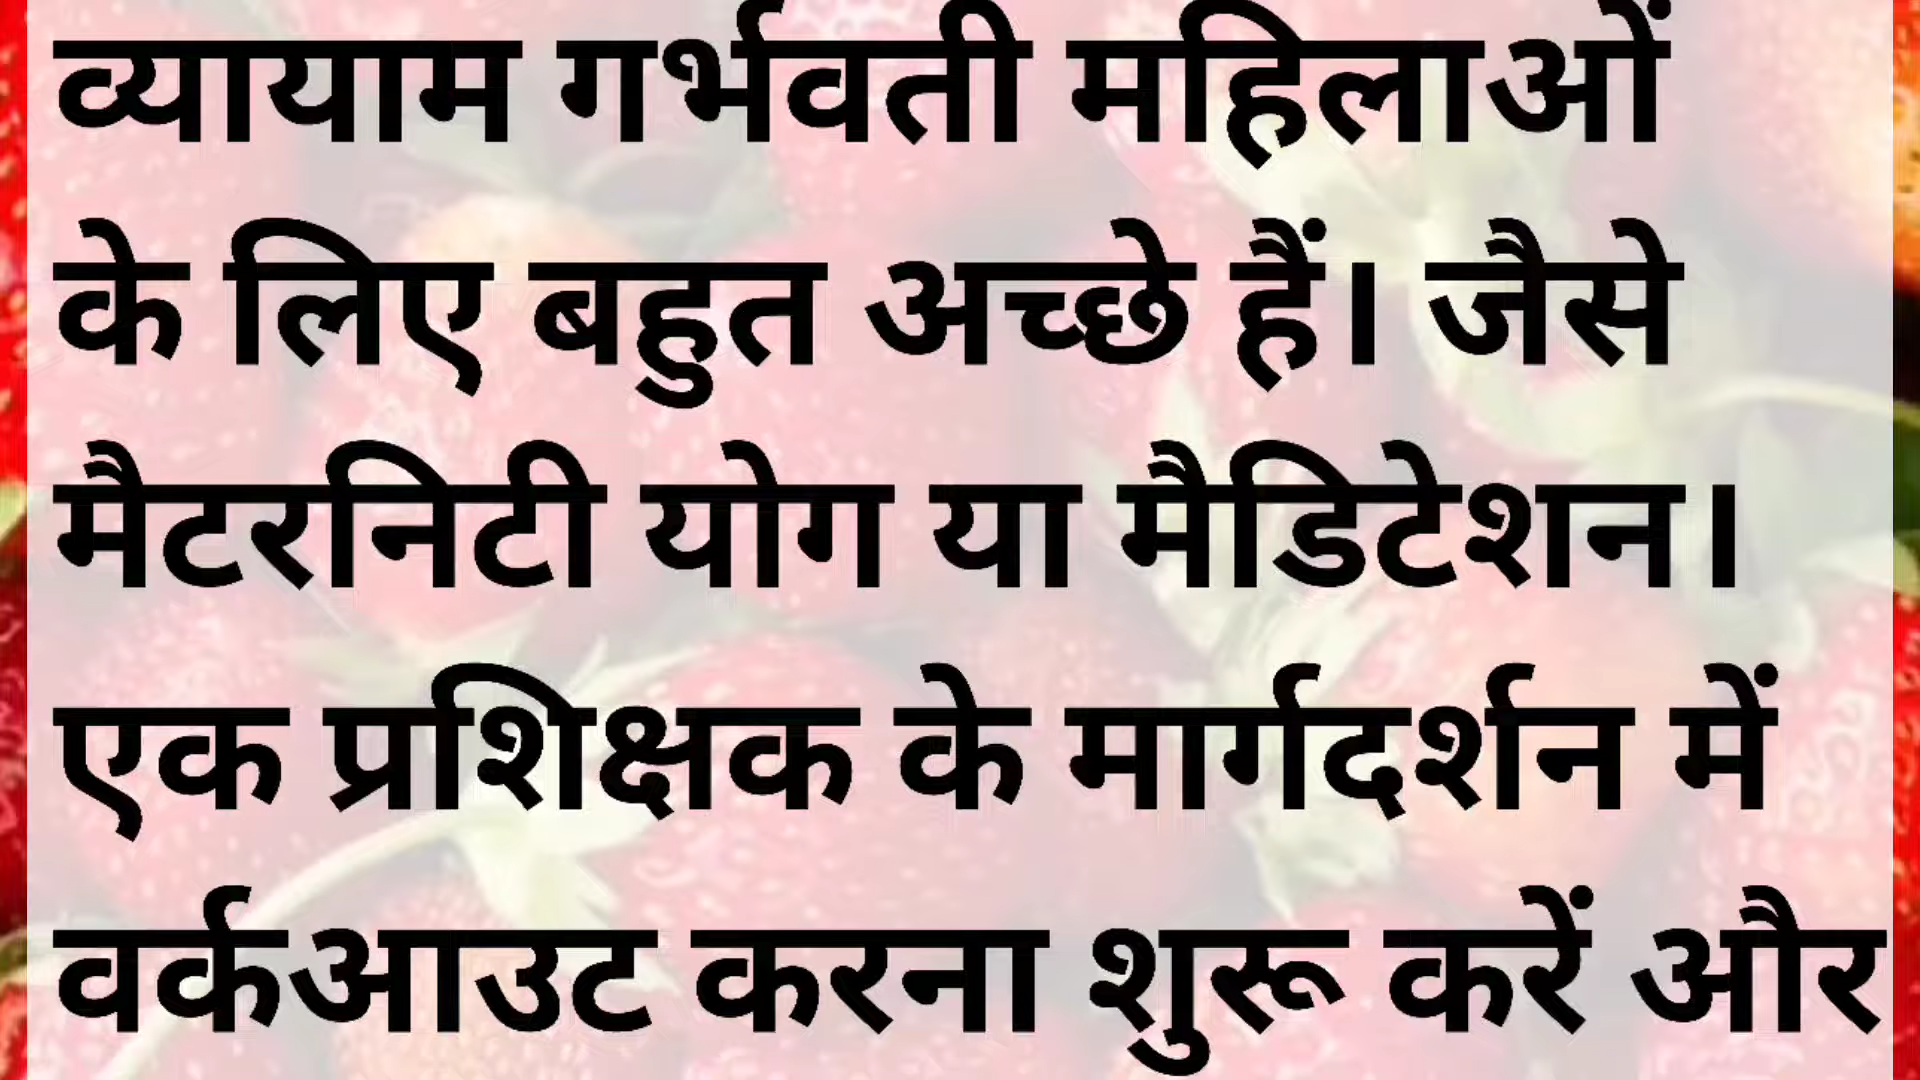 व्यायाम गर्भवती महिलाओं
के लिए बहुत अच्छे हैं। जैसे
मैटरनिटी योग या मैडिटेशन।
एक प्रशिक्षक के मार्गदर्शन में
वर्कआउट करना शुरू करें और